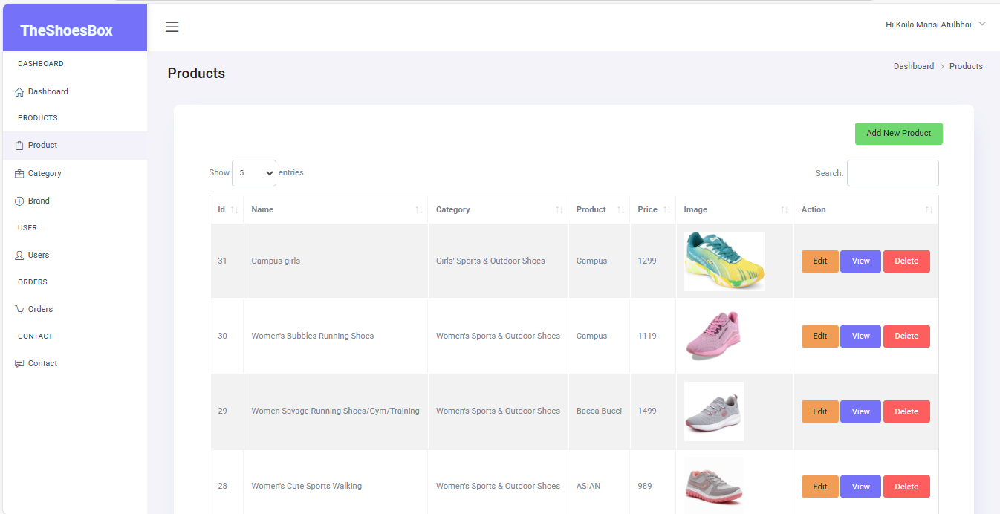 TheShoesBox
Hi Kaila Mansi Atulbhai
DASHBOARD
Dashboard
PRODUCTS
Product
Category
Brand
USER
Users
ORDERS
Orders
CONTACT
Contact
Products
Dashboard > Products
Add New Product
Show 5 entries
Search:
Id Name Category Product Price Image Action
31 Campus girls Girls' Sports & Outdoor Shoes Campus 1299 Edit View Delete
30 Women's Bubbles Running Shoes Women's Sports & Outdoor Shoes Campus 1119 Edit View Delete
29 Women Savage Running Shoes/Gym/Training Women's Sports & Outdoor Shoes Bacca Bucci 1499 Edit View Delete
28 Women's Cute Sports Walking Women's Sports & Outdoor Shoes ASIAN 989 Edit View Delete